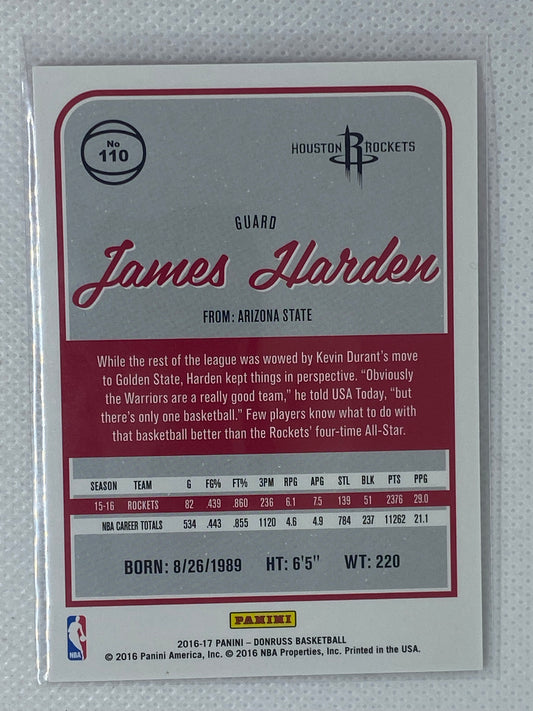 No
110
HOUSTON ROCKETS
GUARD
James Harden
FROM: ARIZONA STATE
While the rest of the league was wowed by Kevin Durant's move
to Golden State, Harden kept things in perspective. "Obviously
the Warriors are a really good team," he told USA Today, "but
there's only one basketball." Few players know what to do with
that basketball better than the Rockets' four-time All-Star.
SEASON TEAM G FG% FT% 3PM RPG APG STL BLK PTS PPG
15-16 ROCKETS 82 .439 .860 236 6.1 7.5 139 51 2376 29.0
NBA CAREER TOTALS 534 .443 .855 1120 4.6 4.9 784 237 11262 21.1
BORN: 8/26/1989 HT: 6'5" WT: 220
PANINI
NBA
2016-17 PANINI – DONRUSS BASKETBALL
© 2016 Panini America, Inc. © 2016 NBA Properties, Inc. Printed in the USA.